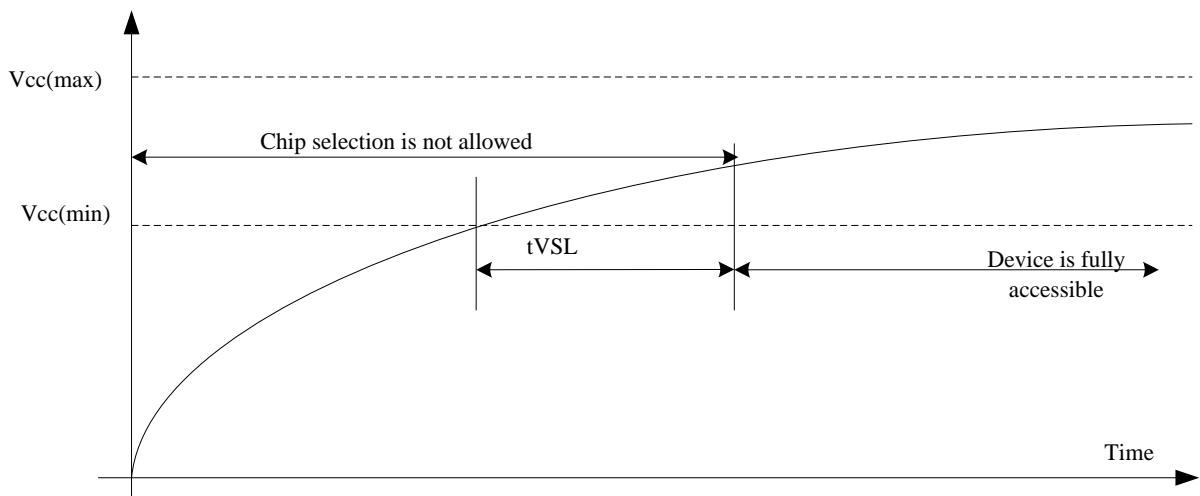 Vcc(max)
Chip selection is not allowed
Vcc(min)
tVSL
Device is fully
accessible
Time